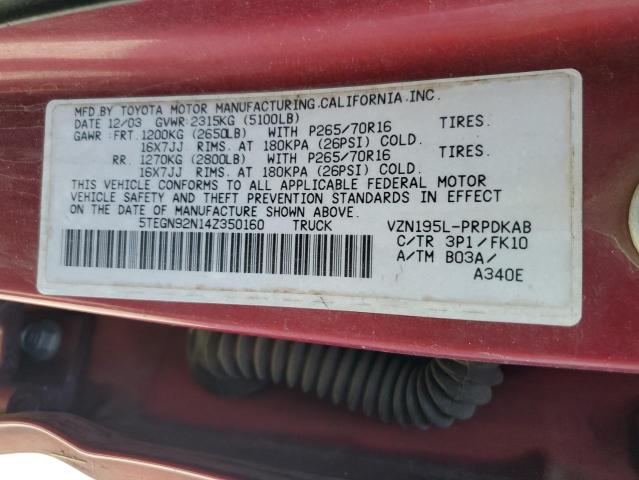 MFD BY TOYOTA MOTOR MANUFACTURING.CALIFORNIA.INC.
DATE 12/03 GVWR 2315KG (5100LB)
GAWR :FRT.1200KG (2650LB) WITH P265/70R16 TIRES.
16X7JJ RIMS. AT 180KPA (26PSI) COLD.
RR. 1270KG (2800LB) WITH P265/70R16 TIRES.
16X7JJ RIMS. AT 180KPA (26PSI) COLD.
THIS VEHICLE CONFORMS TO ALL APPLICABLE FEDERAL MOTOR
VEHICLE SAFETY AND THEFT PREVENTION STANDARDS IN EFFECT
ON THE DATE OF MANUFACTURE SHOWN ABOVE.
5TEGN92N14Z350160 TRUCK VZN195L-PRPDKAB
C/TR 3P1/FK10
A/TM B03A/
A340E